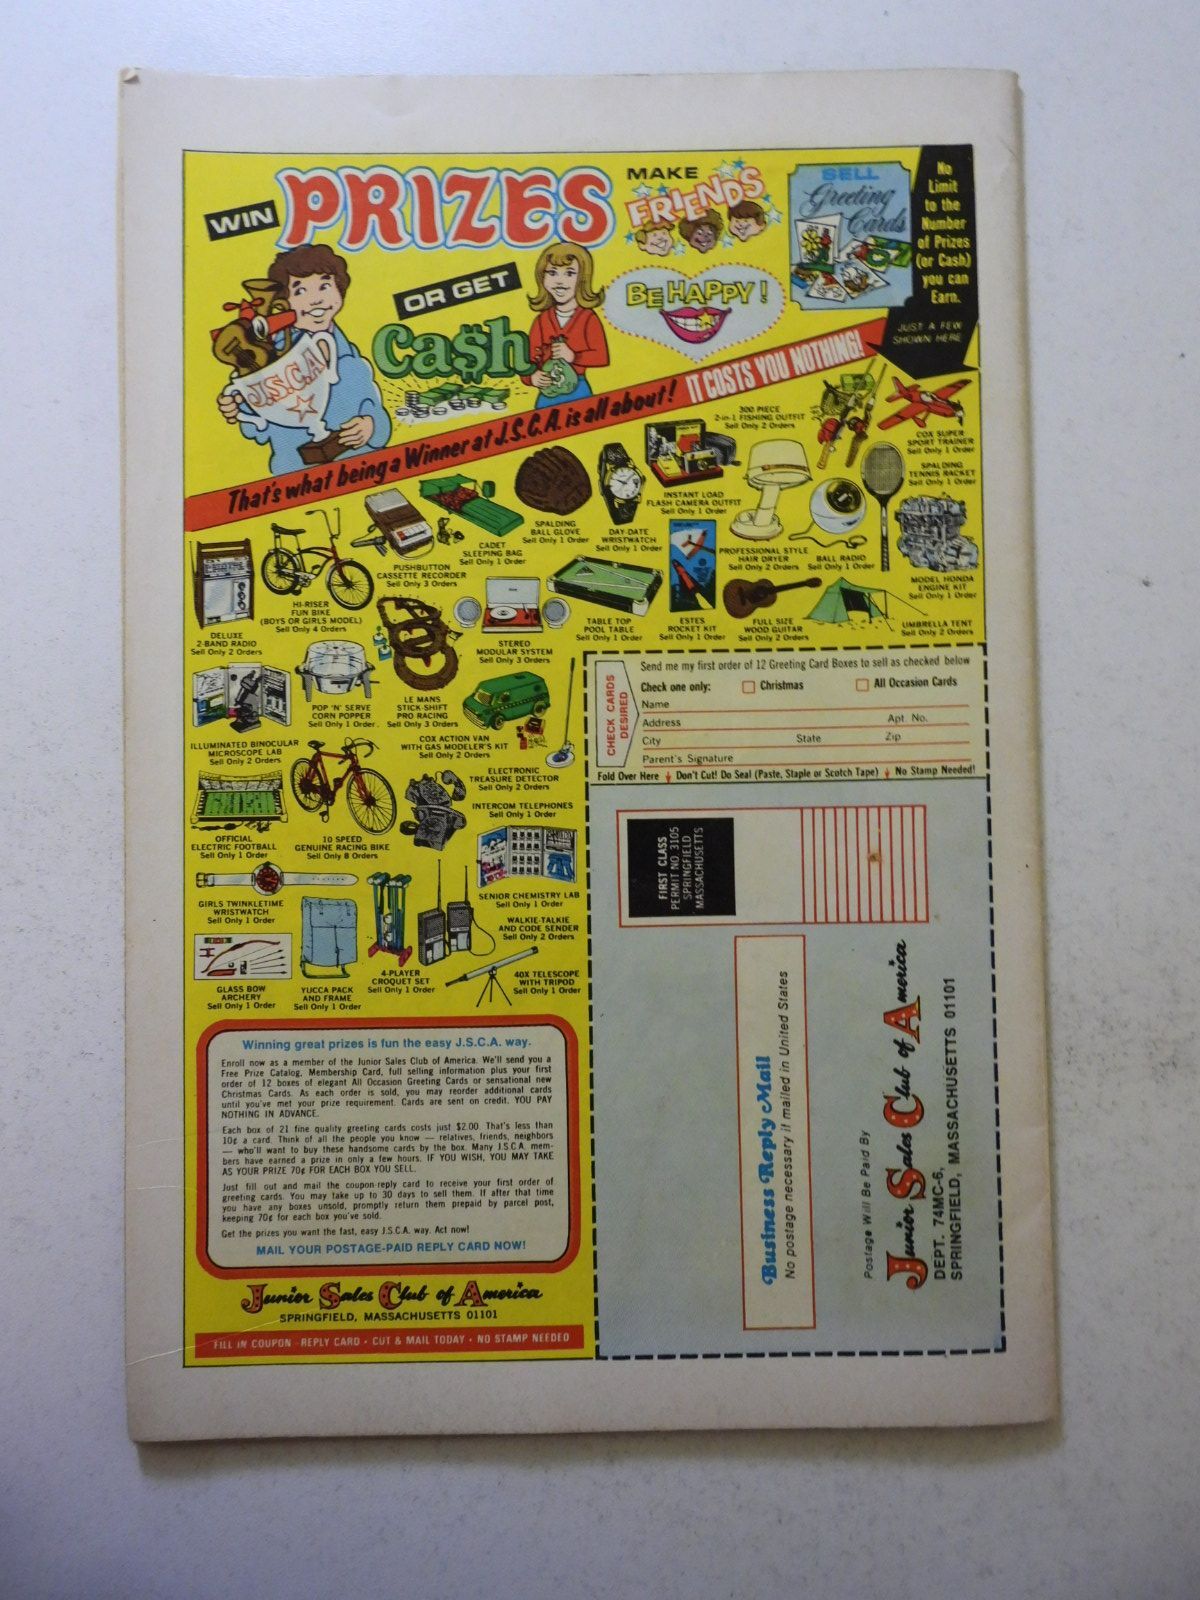 WIN
PRIZES
OR GET
Ca$h
J.S.C.A.
$
MAKE
FRIENDS
BE HAPPY!
SELL
Greeting
Cards
No
Limit
to the
Number
of Prizes
(or Cash)
you can
Earn.
JUST A FEW
SHOWN HERE
That's what being a Winner at J.S.C.A. is all about! IT COSTS YOU NOTHING!
300 PIECE
2-in-1 FISHING OUTFIT
Sell Only 2 Orders
COX SUPER
SPORT TRAINER
Sell Only 1 Order
SPALDING
TENNIS RACKET
Sell Only 1 Order
INSTANT LOAD
FLASH CAMERA OUTFIT
Sell Only 1 Order
SPALDING
BALL GLOVE
Sell Only 1 Order
DAY-DATE
WRISTWATCH
Sell Only 1 Order
CADET
SLEEPING BAG
Sell Only 1 Order
PROFESSIONAL STYLE
HAIR DRYER
Sell Only 2 Orders
BALL RADIO
Sell Only 1 Order
PUSHBUTTON
CASSETTE RECORDER
Sell Only 3 Orders
MODEL HONDA
ENGINE KIT
Sell Only 1 Order
HI-RISER
FUN BIKE
(BOYS OR GIRLS MODEL)
Sell Only 4 Orders
DELUXE
2-BAND RADIO
Sell Only 2 Orders
TABLE TOP
POOL TABLE
Sell Only 1 Order
ESTES
ROCKET KIT
Sell Only 1 Order
FULL SIZE
WOOD GUITAR
Sell Only 2 Orders
UMBRELLA TENT
Sell Only 2 Orders
STEREO
MODULAR SYSTEM
Sell Only 3 Orders
LE MANS
STICK-SHIFT
PRO RACING
Sell Only 3 Orders
POP 'N' SERVE
CORN POPPER
Sell Only 1 Order
ILLUMINATED BINOCULAR
MICROSCOPE LAB
Sell Only 2 Orders
COX ACTION VAN
WITH GAS MODELER'S KIT
Sell Only 2 Orders
ELECTRONIC
TREASURE DETECTOR
Sell Only 2 Orders
INTERCOM TELEPHONES
Sell Only 1 Order
OFFICIAL
ELECTRIC FOOTBALL
Sell Only 1 Order
10 SPEED
GENUINE RACING BIKE
Sell Only 8 Orders
SENIOR CHEMISTRY LAB
Sell Only 1 Order
GIRLS TWINKLETIME
WRISTWATCH
Sell Only 1 Order
WALKIE-TALKIE
AND CODE SENDER
Sell Only 2 Orders
4-PLAYER
CROQUET SET
Sell Only 1 Order
40X TELESCOPE
WITH TRIPOD
Sell Only 1 Order
GLASS BOW
ARCHERY
Sell Only 1 Order
YUCCA PACK
AND FRAME
Sell Only 1 Order
Winning great prizes is fun the easy J.S.C.A. way.
Enroll now as a member of the Junior Sales Club of America. We'll send you a
Free Prize Catalog, Membership Card, full selling information plus your first
order of 12 boxes of elegant All Occasion Greeting Cards or sensational new
Christmas Cards. As each order is sold, you may reorder additional cards
until you've met your prize requirement. Cards are sent on credit. YOU PAY
NOTHING IN ADVANCE.
Each box of 21 fine quality greeting cards costs just $2.00. That's less than
10¢ a card. Think of all the people you know — relatives, friends, neighbors
— who'll want to buy these handsome cards by the box. Many J.S.C.A. mem-
bers have earned a prize in only a few hours. IF YOU WISH, YOU MAY TAKE
AS YOUR PRIZE 70¢ FOR EACH BOX YOU SELL.
Just fill out and mail the coupon-reply card to receive your first order of
greeting cards. You may take up to 30 days to sell them. If after that time
you have any boxes unsold, promptly return them prepaid by parcel post,
keeping 70¢ for each box you've sold.
Get the prizes you want the fast, easy J.S.C.A. way. Act now!
MAIL YOUR POSTAGE-PAID REPLY CARD NOW!
Junior Sales Club of America
SPRINGFIELD, MASSACHUSETTS 01101
FILL IN COUPON - REPLY CARD • CUT & MAIL TODAY • NO STAMP NEEDED
CHECK CARDS
DESIRED
Send me my first order of 12 Greeting Card Boxes to sell as checked below
Check one only: Christmas All Occasion Cards
Name
Address Apt. No.
City State Zip
Parent's Signature
Fold Over Here Don't Cut! Do Seal (Paste, Staple or Scotch Tape) No Stamp Needed!
FIRST CLASS
PERMIT NO. 3105
SPRINGFIELD
MASSACHUSETTS
Business Reply Mail
No postage necessary if mailed in United States
Postage Will Be Paid By
Junior Sales Club of America
DEPT. 74MC-6,
SPRINGFIELD, MASSACHUSETTS 01101